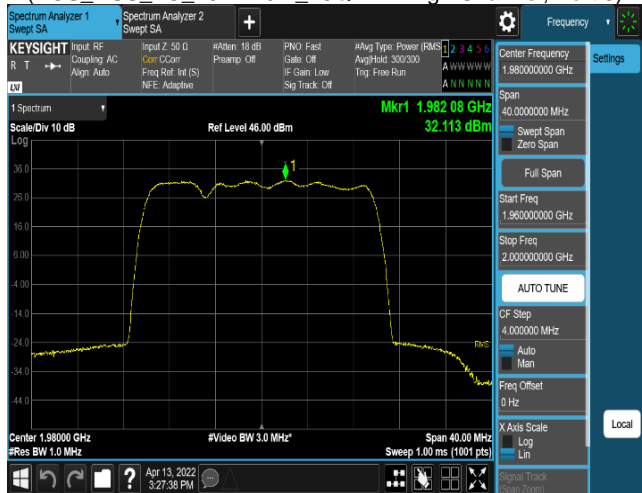 Spectrum Analyzer 1
Swept SA
Spectrum Analyzer 2
Swept SA
+
Frequency
KEYSIGHT
R T
LXI
Input: RF
Coupling: AC
Align: Auto
Input Z: 50 Ω
Corr CCorr
Freq Ref: Int (S)
NFE: Adaptive
#Atten: 18 dB
Preamp: Off
PNO: Fast
Gate: Off
IF Gain: Low
Sig Track: Off
#Avg Type: Power (RMS)
Avg|Hold: 300/300
Trig: Free Run
1 2 3 4 5 6
A W W W W W
A N N N N N
1 Spectrum
Scale/Div 10 dB
Log
Ref Level 46.00 dBm
Mkr1 1.982 08 GHz
32.113 dBm
1
36.0
26.0
16.0
6.00
-4.00
-14.0
-24.0
-34.0
-44.0
RMS
Center 1.98000 GHz
#Res BW 1.0 MHz
#Video BW 3.0 MHz*
Span 40.00 MHz
Sweep 1.00 ms (1001 pts)
?
Apr 13, 2022
3:27:38 PM
Center Frequency
1.980000000 GHz
Settings
Span
40.0000000 MHz
Swept Span
Zero Span
Full Span
Start Freq
1.960000000 GHz
Stop Freq
2.000000000 GHz
AUTO TUNE
CF Step
4.000000 MHz
Auto
Man
Freq Offset
0 Hz
X Axis Scale
Log
Lin
Local
Signal Track
(Span Zoom)